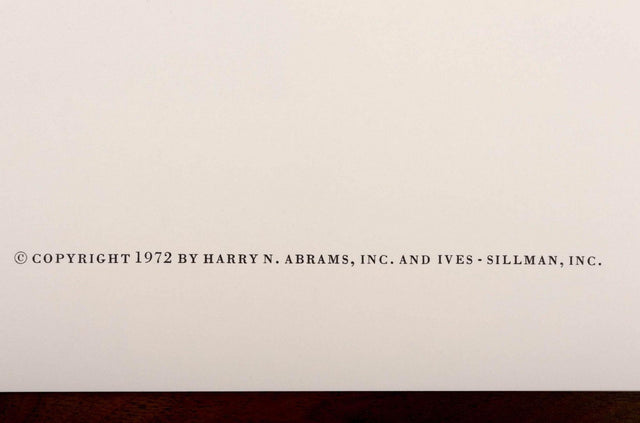 © COPYRIGHT 1972 BY HARRY N. ABRAMS, INC. AND IVES - SILLMAN, INC.